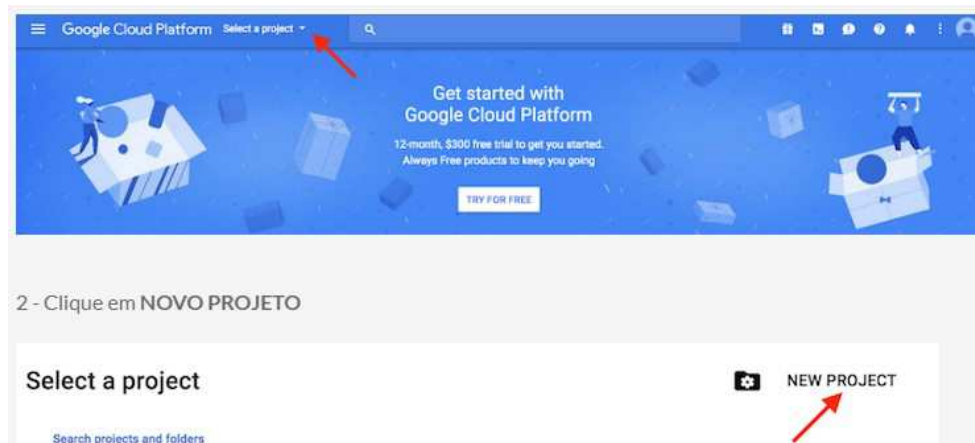 Google Cloud Platform Select a project
Get started with
Google Cloud Platform
12-month, $300 free trial to get you started.
Always Free products to keep you going
TRY FOR FREE
2 - Clique em NOVO PROJETO
Select a project NEW PROJECT
Search projects and folders